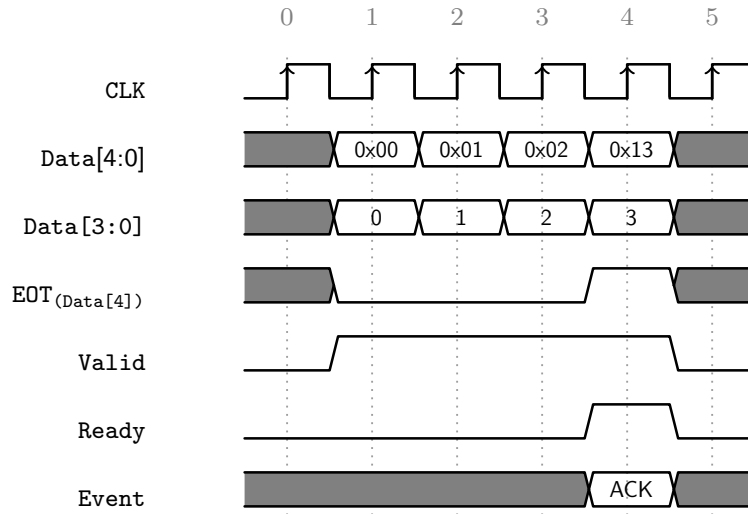 0 1 2 3 4 5
CLK
Data[4:0] 0x00 0x01 0x02 0x13
Data[3:0] 0 1 2 3
EOT(Data[4])
Valid
Ready
Event ACK